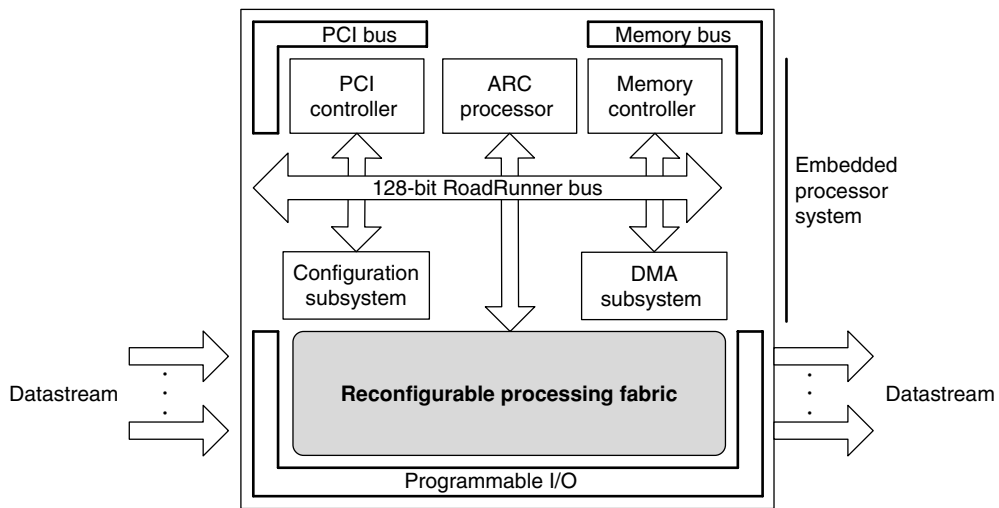 PCI bus
Memory bus
PCI
controller
ARC
processor
Memory
controller
128-bit RoadRunner bus
Embedded
processor
system
Configuration
subsystem
DMA
subsystem
Datastream
Reconfigurable processing fabric
Datastream
Programmable I/O